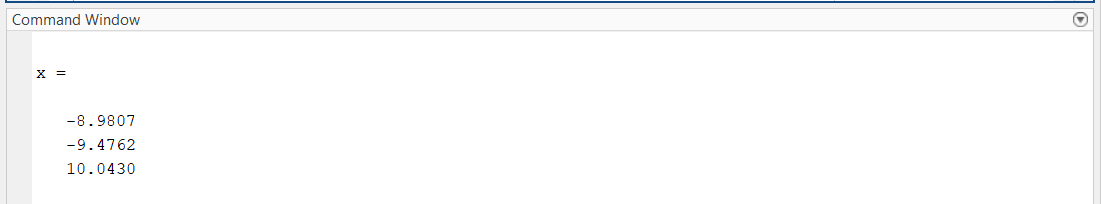 Command Window
x =
-8.9807
-9.4762
10.0430